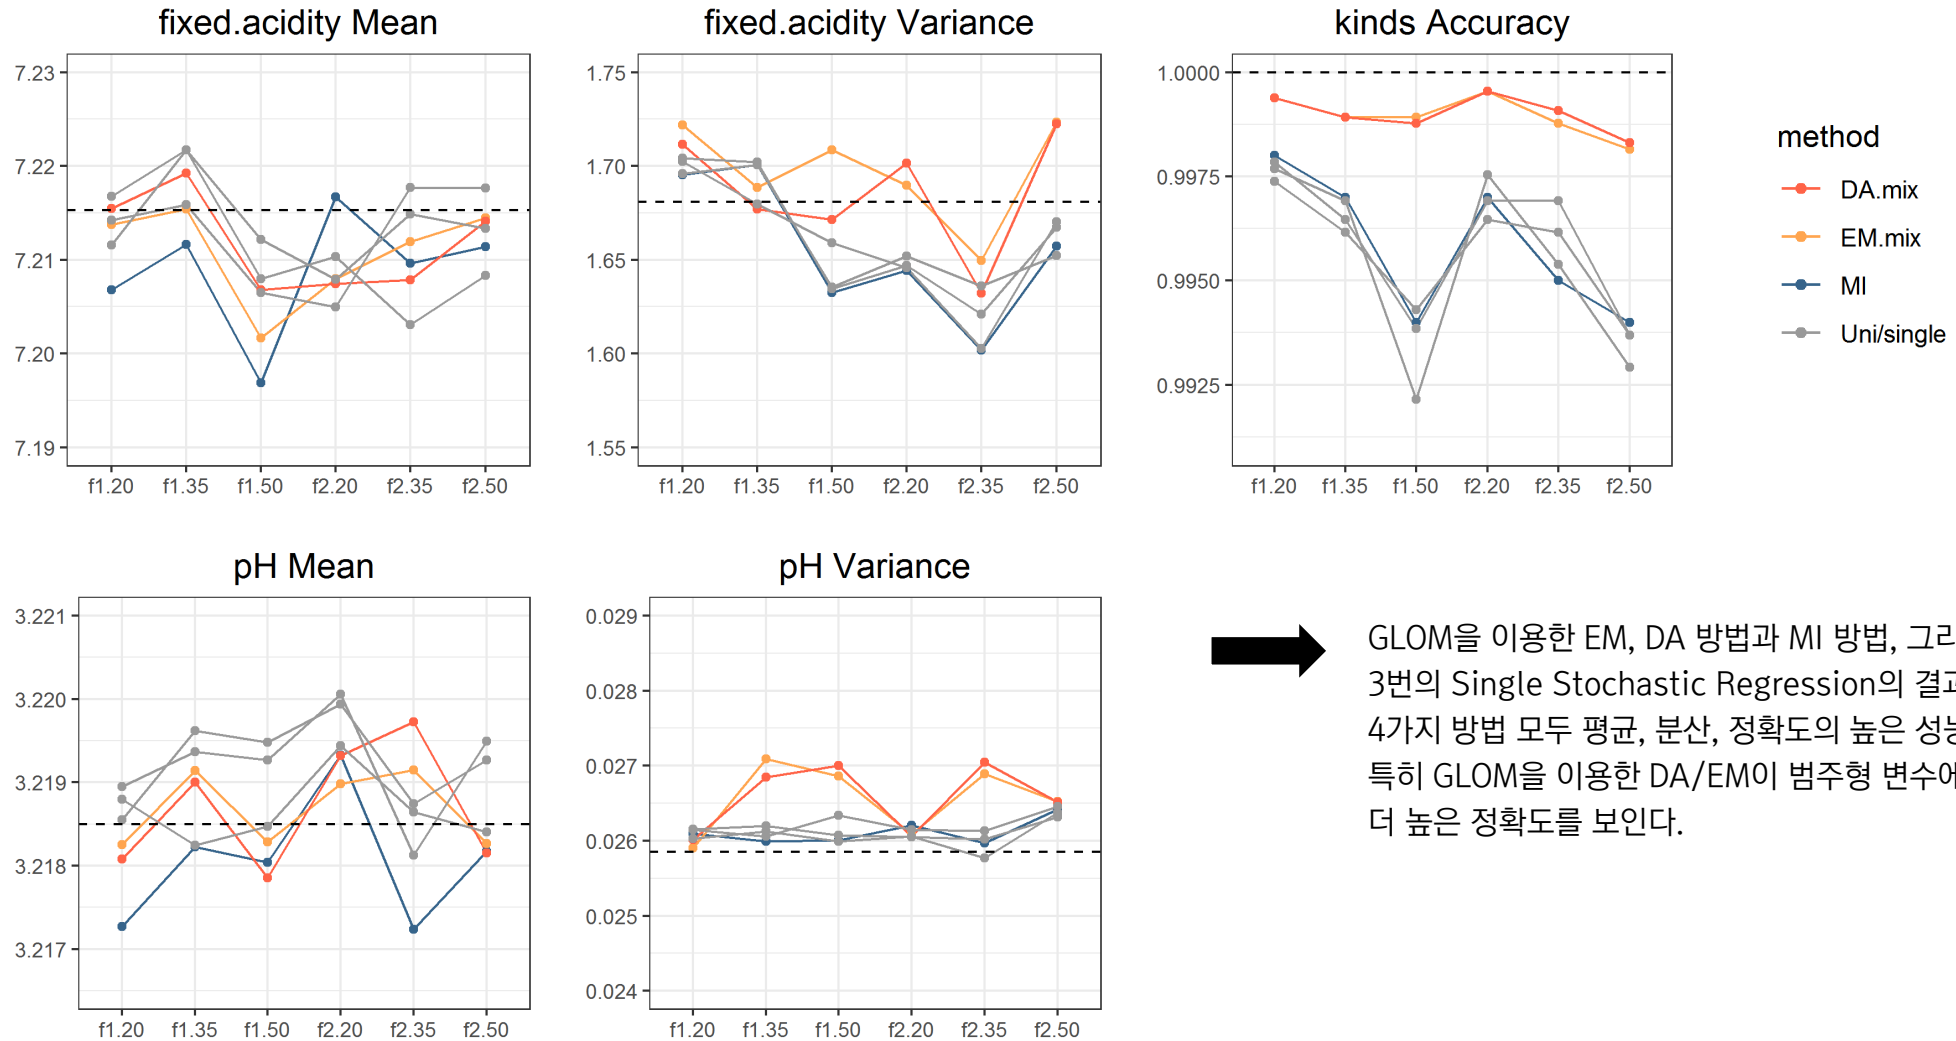 fixed.acidity Mean
7.23
7.22
7.21
7.20
7.19
f1.20 f1.35 f1.50 f2.20 f2.35 f2.50
fixed.acidity Variance
1.75
1.70
1.65
1.60
1.55
f1.20 f1.35 f1.50 f2.20 f2.35 f2.50
kinds Accuracy
1.0000
0.9975
0.9950
0.9925
f1.20 f1.35 f1.50 f2.20 f2.35 f2.50
method
DA.mix
EM.mix
MI
Uni/single
pH Mean
3.221
3.220
3.219
3.218
3.217
f1.20 f1.35 f1.50 f2.20 f2.35 f2.50
pH Variance
0.029
0.028
0.027
0.026
0.025
0.024
f1.20 f1.35 f1.50 f2.20 f2.35 f2.50
GLOM을 이용한 EM, DA 방법과 MI 방법,
3번의 Single Stochastic Regression의
4가지 방법 모두 평균, 분산, 정확도의 높은
특히 GLOM을 이용한 DA/EM이 범주형
더 높은 정확도를 보인다.